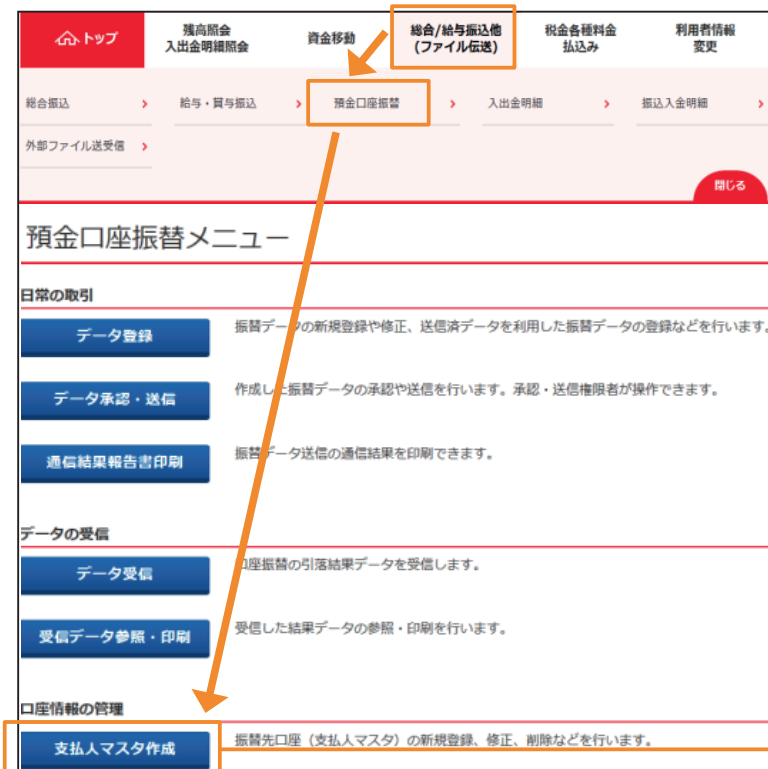 トップ
残高照会
入出金明細照会
資金移動
総合/給与振込他
(ファイル伝送)
税金各種料金
払込み
利用者情報
変更
総合振込
給与・賞与振込
預金口座振替
入出金明細
振込入金明細
外部ファイル送受信
閉じる
預金口座振替メニュー
日常の取引
データ登録
振替データの新規登録や修正、送信済データを利用した振替データの登録などを行います。
データ承認・送信
作成した振替データの承認や送信を行います。承認・送信権限者が操作できます。
通信結果報告書印刷
振替データ送信の通信結果を印刷できます。
データの受信
データ受信
口座振替の引落結果データを受信します。
受信データ参照・印刷
受信した結果データの参照・印刷を行います。
口座情報の管理
支払人マスタ作成
振替先口座（支払人マスタ）の新規登録、修正、削除などを行います。